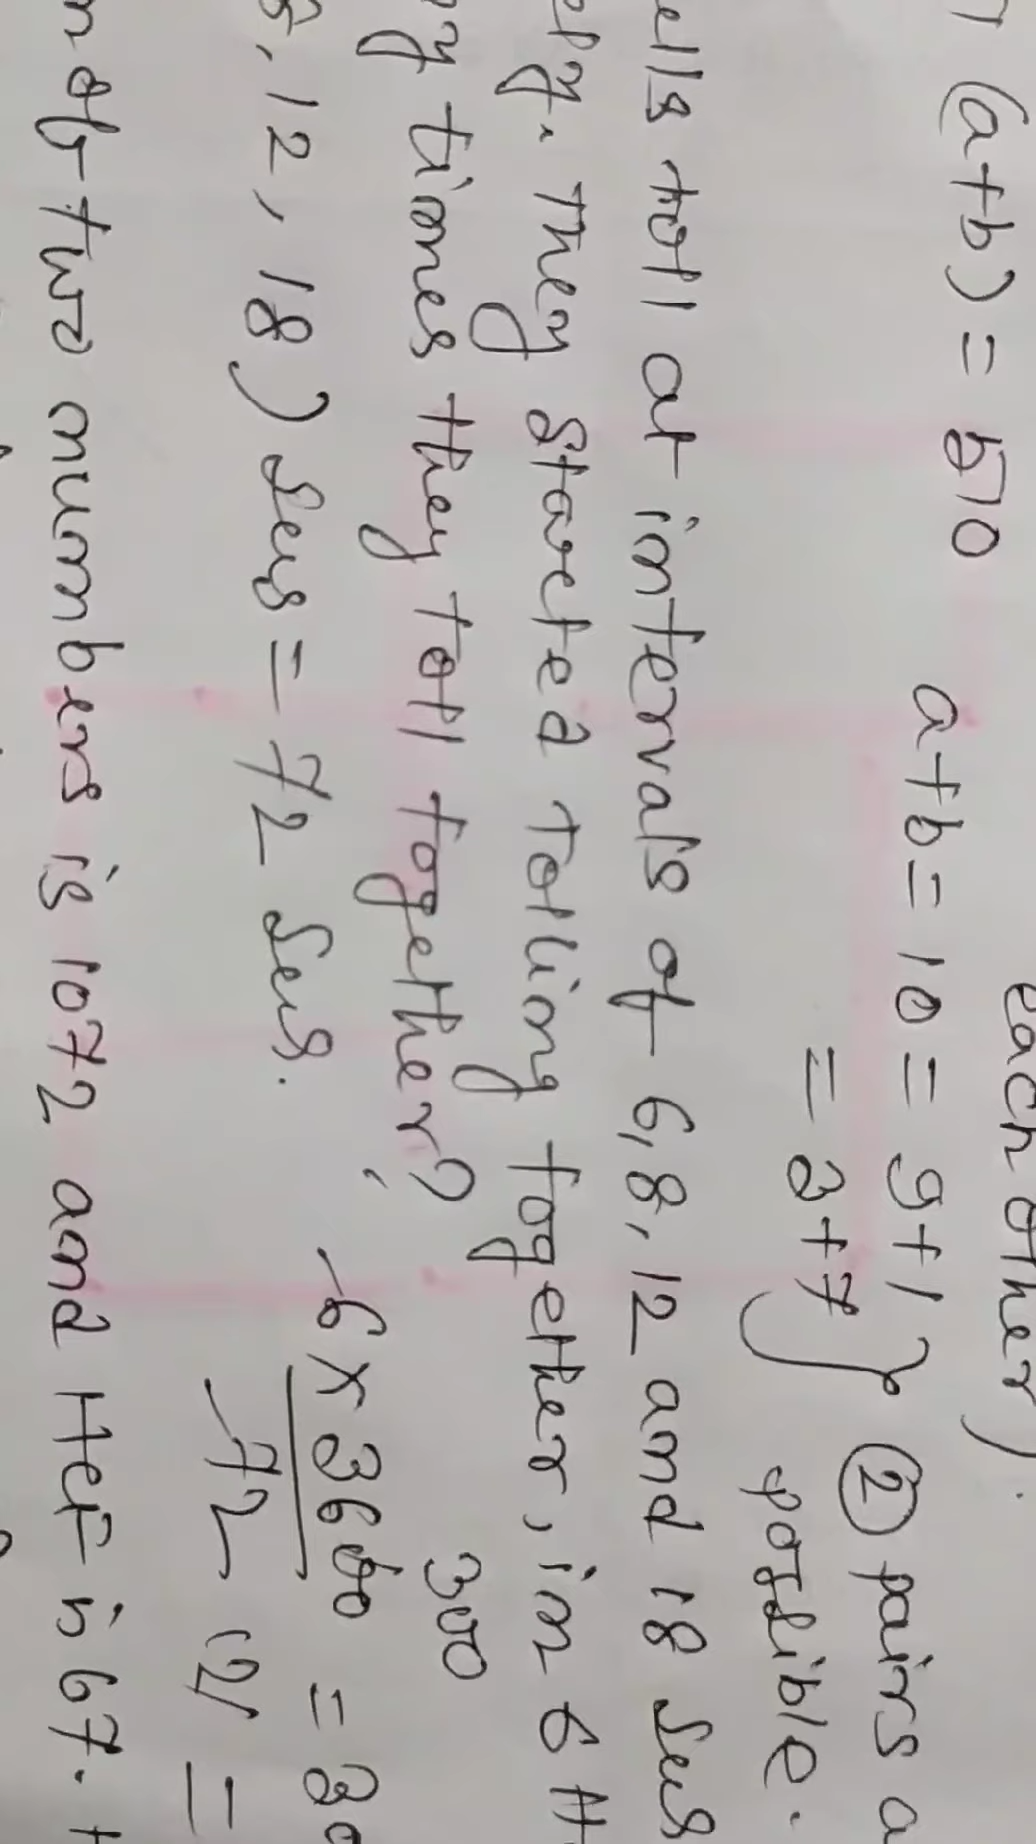 each other).
(a+b) = 570 a+b = 10 = 9+1 } ② pairs a
= 3+7 possible.
ells toll at intervals of 6, 8, 12 and 18 Secs
ely. They started tolling together, in 6 H
y times they toll together?
300
, 12, 18) Secs = 72 Secs. 6 x 3600 = 30
72 12
of two numbers is 1072 and HCF is 67.